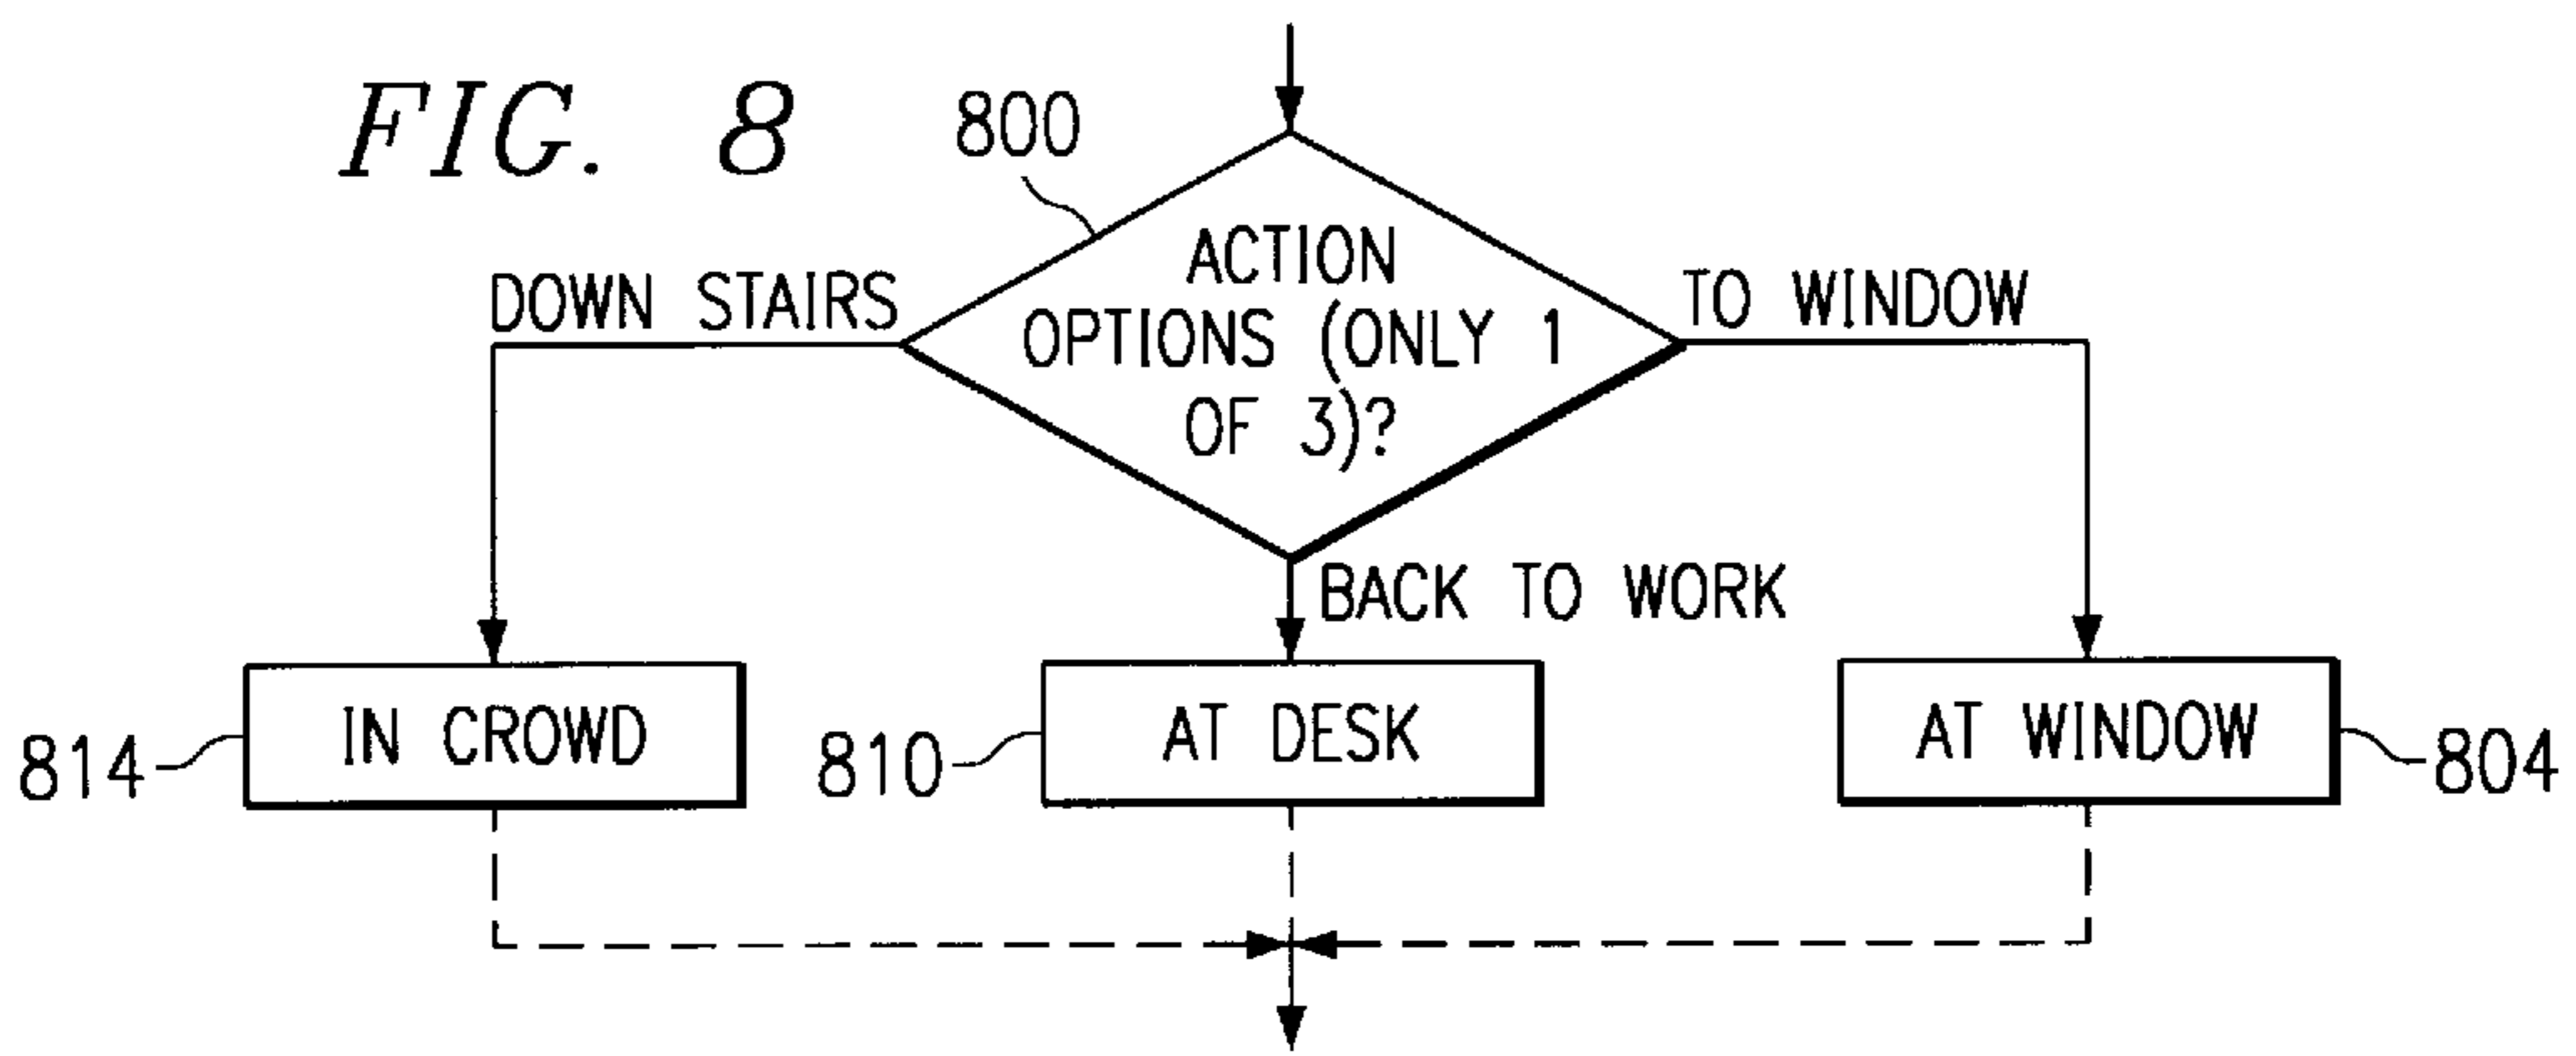 FIG. 8
800
ACTION
OPTIONS (ONLY 1
OF 3)?
DOWN STAIRS
TO WINDOW
BACK TO WORK
814
IN CROWD
810
AT DESK
AT WINDOW
804